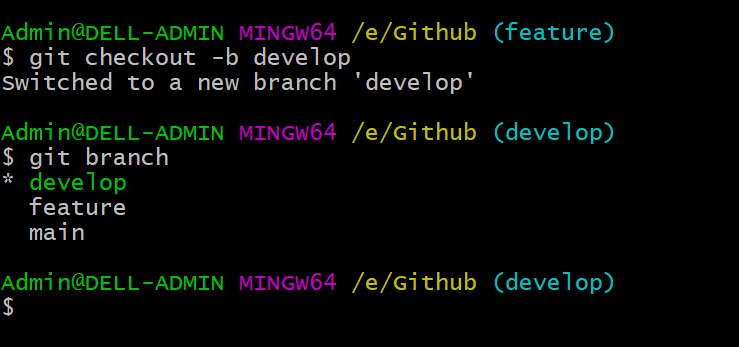 Admin@DELL-ADMIN MINGW64 /e/Github (feature)
$ git checkout -b develop
Switched to a new branch 'develop'
Admin@DELL-ADMIN MINGW64 /e/Github (develop)
$ git branch
* develop
  feature
  main
Admin@DELL-ADMIN MINGW64 /e/Github (develop)
$